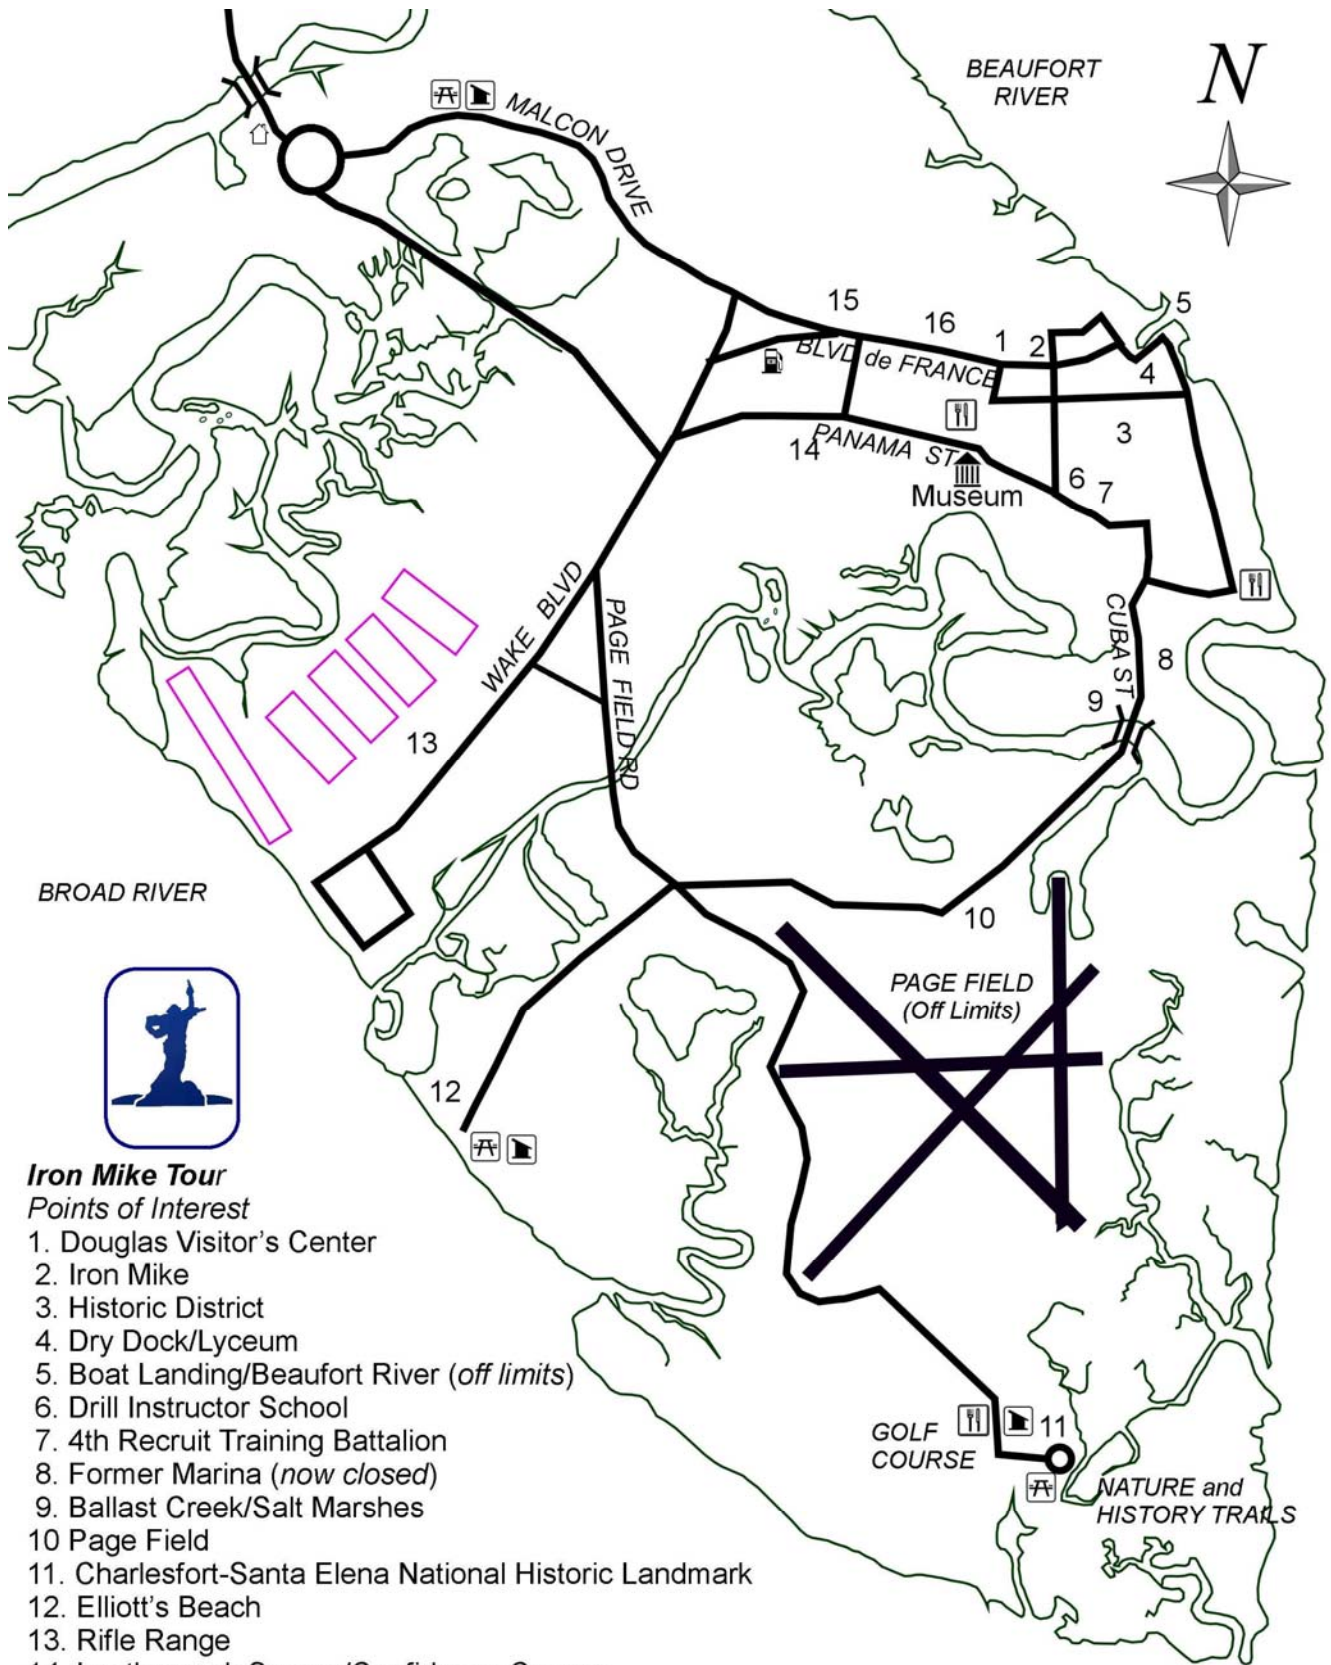 BEAUFORT
RIVER
N
MALCON DRIVE
15
16
1
2
5
BLVD de FRANCE
4
3
14
PANAMA ST
Museum
6
7
WAKE BLVD
PAGE FIELD RD
CUBA ST
8
9
13
BROAD RIVER
10
PAGE FIELD
(Off Limits)
12
GOLF
COURSE
11
NATURE and
HISTORY TRAILS
Iron Mike Tour
Points of Interest
1. Douglas Visitor's Center
2. Iron Mike
3. Historic District
4. Dry Dock/Lyceum
5. Boat Landing/Beaufort River (off limits)
6. Drill Instructor School
7. 4th Recruit Training Battalion
8. Former Marina (now closed)
9. Ballast Creek/Salt Marshes
10 Page Field
11. Charlesfort-Santa Elena National Historic Landmark
12. Elliott's Beach
13. Rifle Range